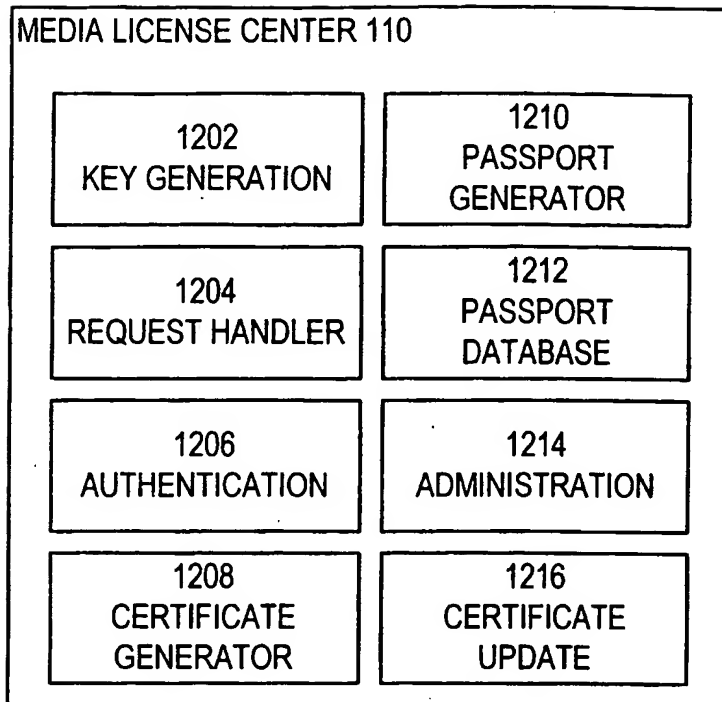 MEDIA LICENSE CENTER 110
1202
KEY GENERATION
1210
PASSPORT
GENERATOR
1204
REQUEST HANDLER
1212
PASSPORT
DATABASE
1206
AUTHENTICATION
1214
ADMINISTRATION
1208
CERTIFICATE
GENERATOR
1216
CERTIFICATE
UPDATE